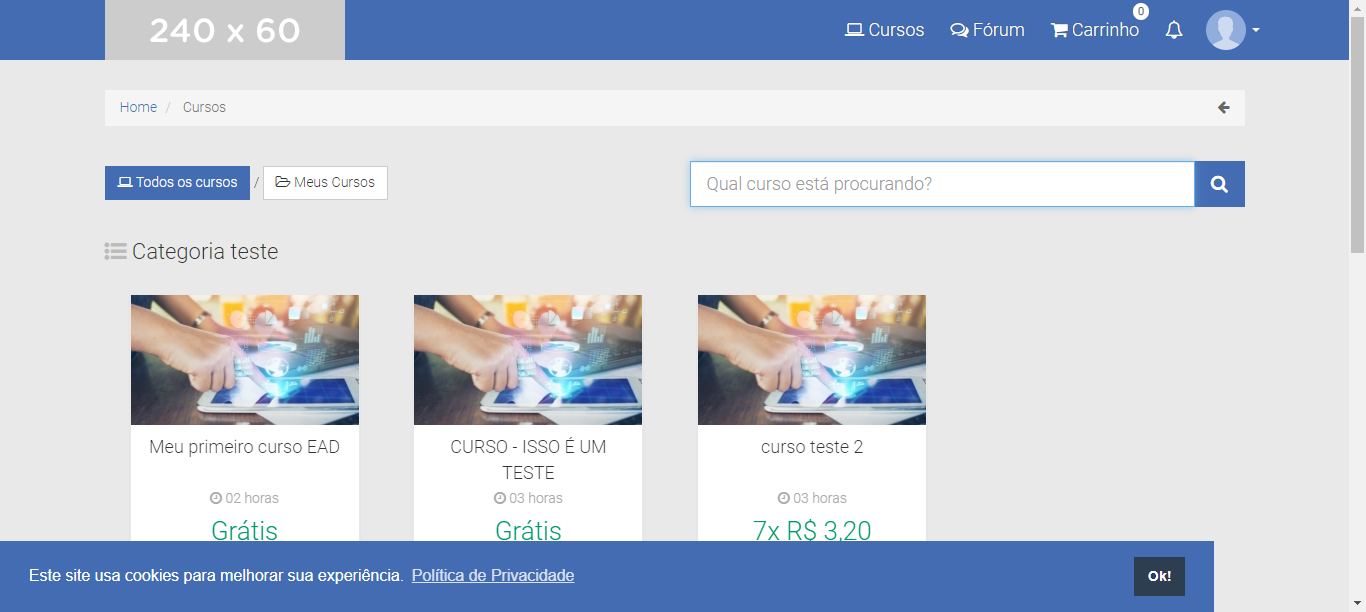 240 x 60
Cursos
Fórum
Carrinho
0
Home / Cursos
Todos os cursos / Meus Cursos
Qual curso está procurando?
Categoria teste
Meu primeiro curso EAD
02 horas
Grátis
CURSO - ISSO É UM
TESTE
03 horas
Grátis
curso teste 2
03 horas
7x R$ 3,20
Este site usa cookies para melhorar sua experiência. Política de Privacidade
Ok!